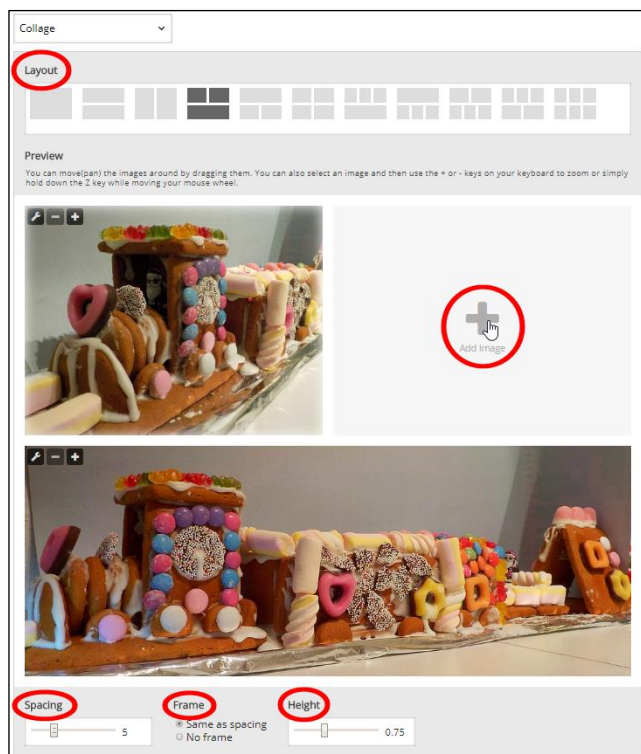 Collage
Layout
Preview
You can move(pan) the images around by dragging them. You can also select an image and then use the + or - keys on your keyboard to zoom or simply
hold down the Z key while moving your mouse wheel.
Add Image
Spacing
Frame
Height
5
Same as spacing
No frame
0.75